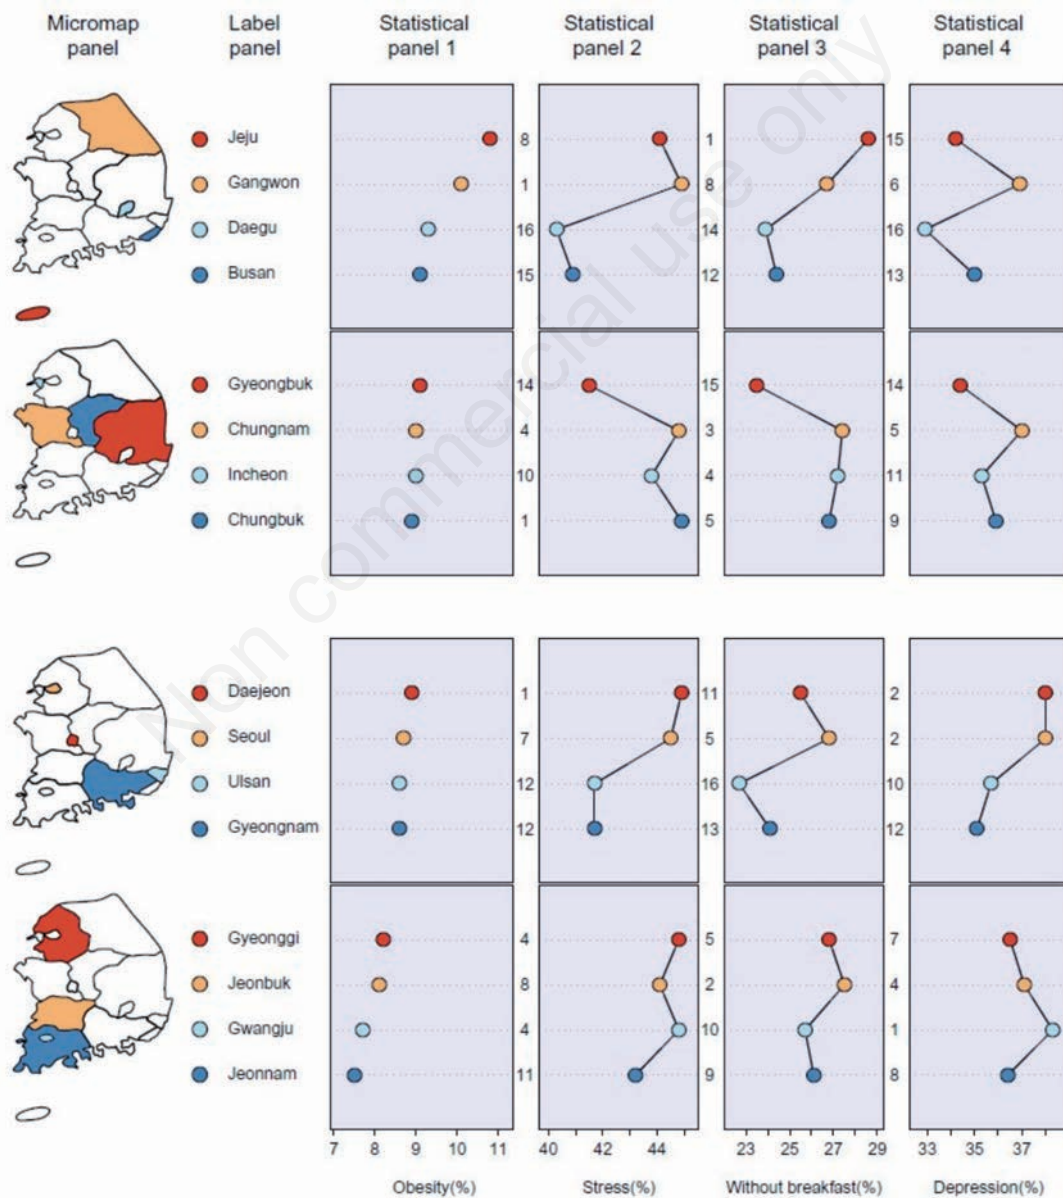 Micromap panel
Label panel
Statistical panel 1
Statistical panel 2
Statistical panel 3
Statistical panel 4
Jeju 8 1 15
Gangwon 1 8 6
Daegu 16 14 16
Busan 15 12 13
Gyeongbuk 14 15 14
Chungnam 4 3 5
Incheon 10 4 11
Chungbuk 1 5 9
Daejeon 1 11 2
Seoul 7 5 2
Ulsan 12 16 10
Gyeongnam 12 13 12
Gyeonggi 4 5 7
Jeonbuk 8 2 4
Gwangju 4 10 1
Jeonnam 11 9 8
7 8 9 10 11 40 42 44 23 25 27 29 33 35 37
Obesity(%) Stress(%) Without breakfast(%) Depression(%)
Non commercial use only